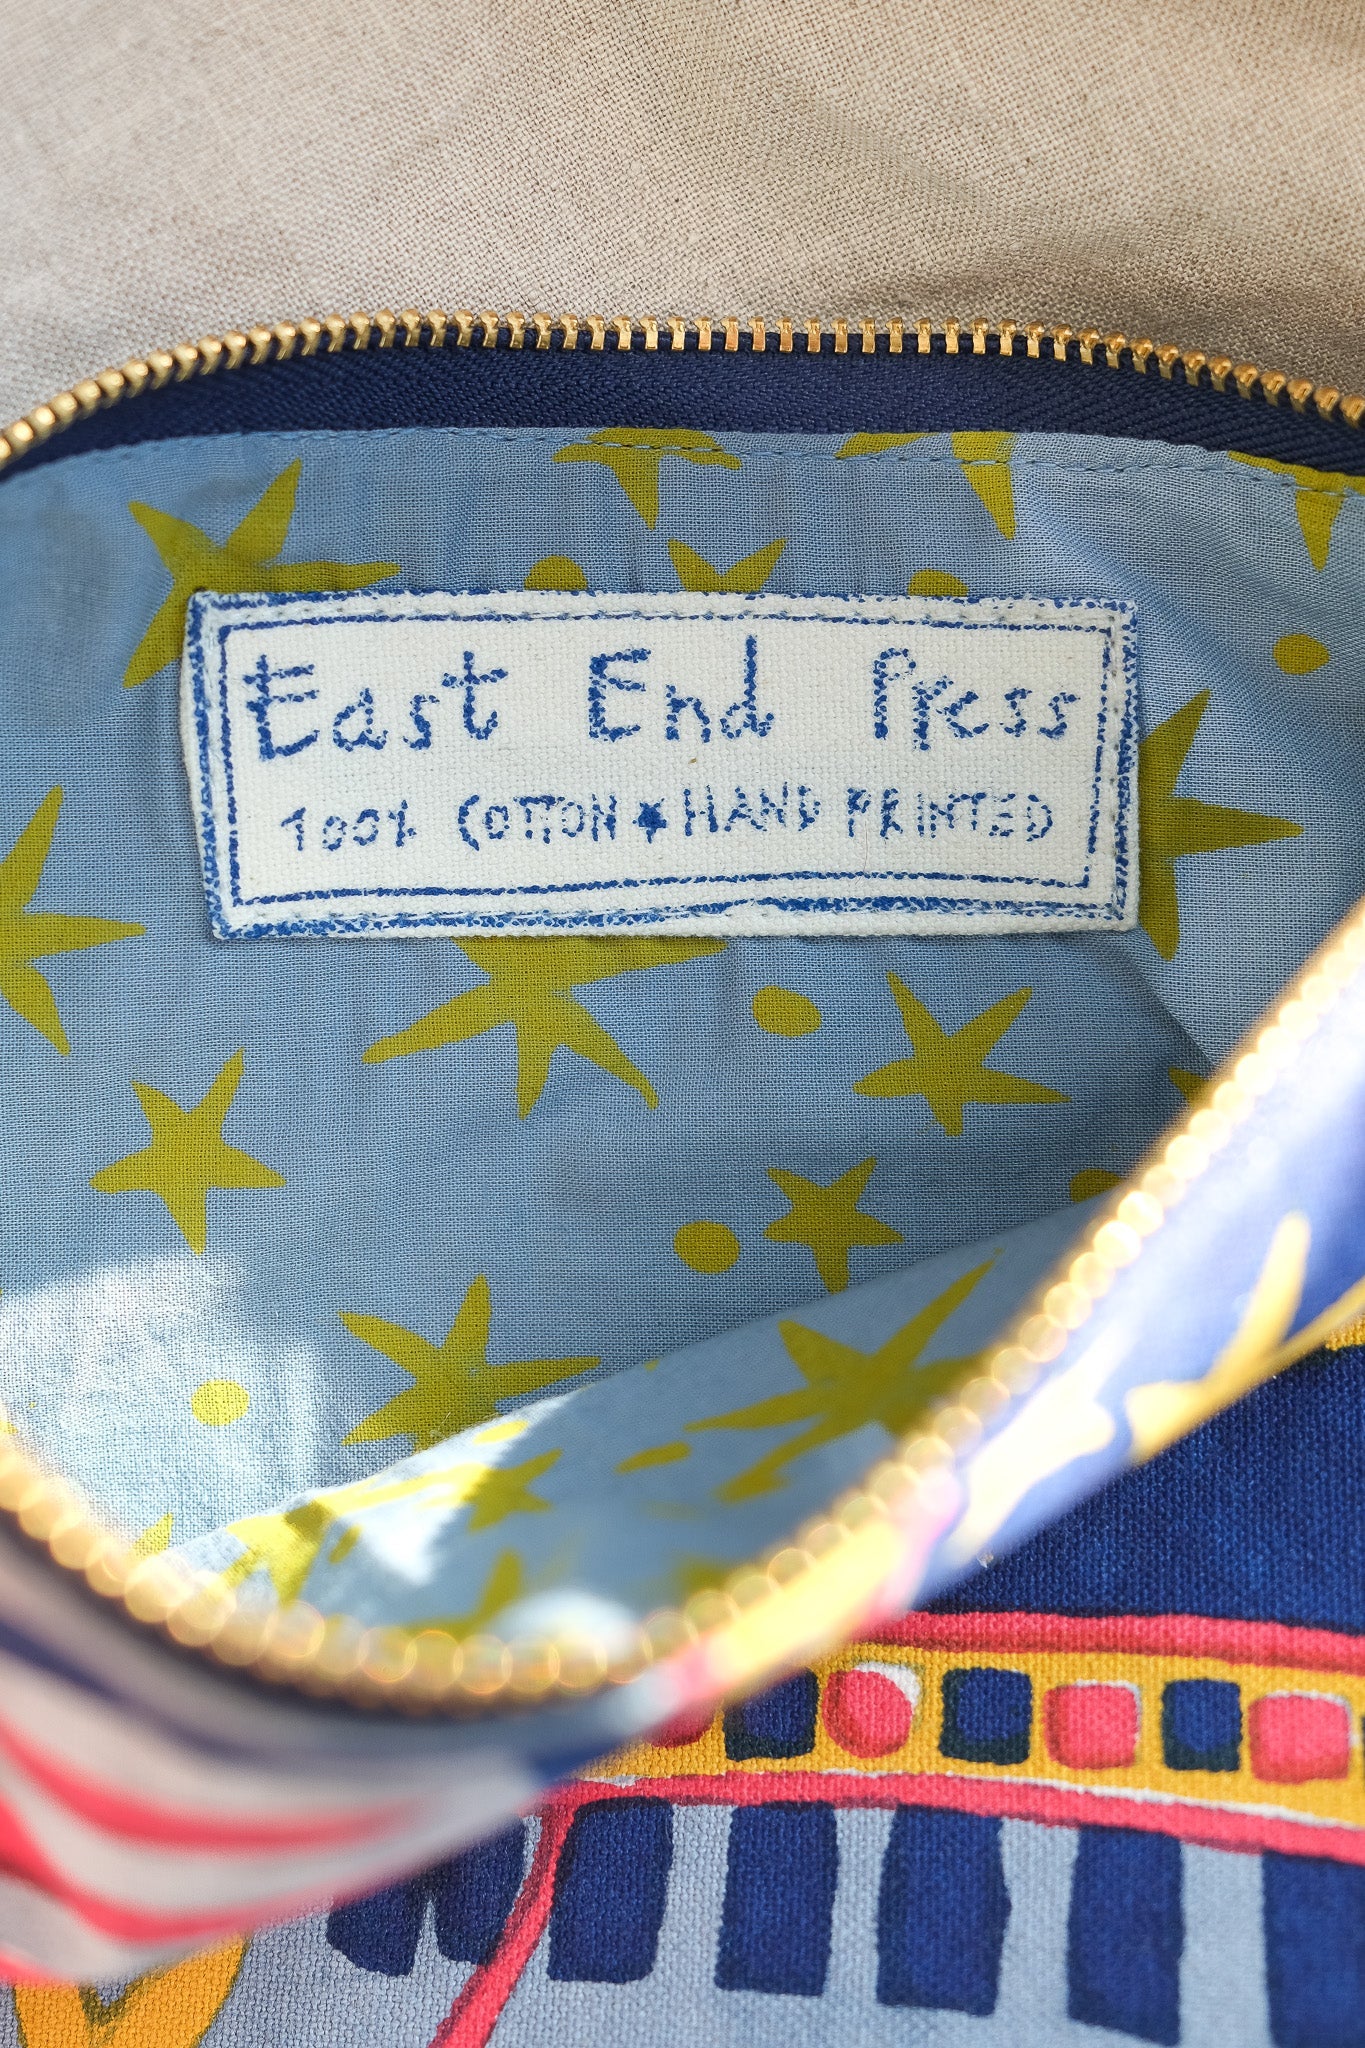 East End Press
100% COTTON ★ HAND PRINTED